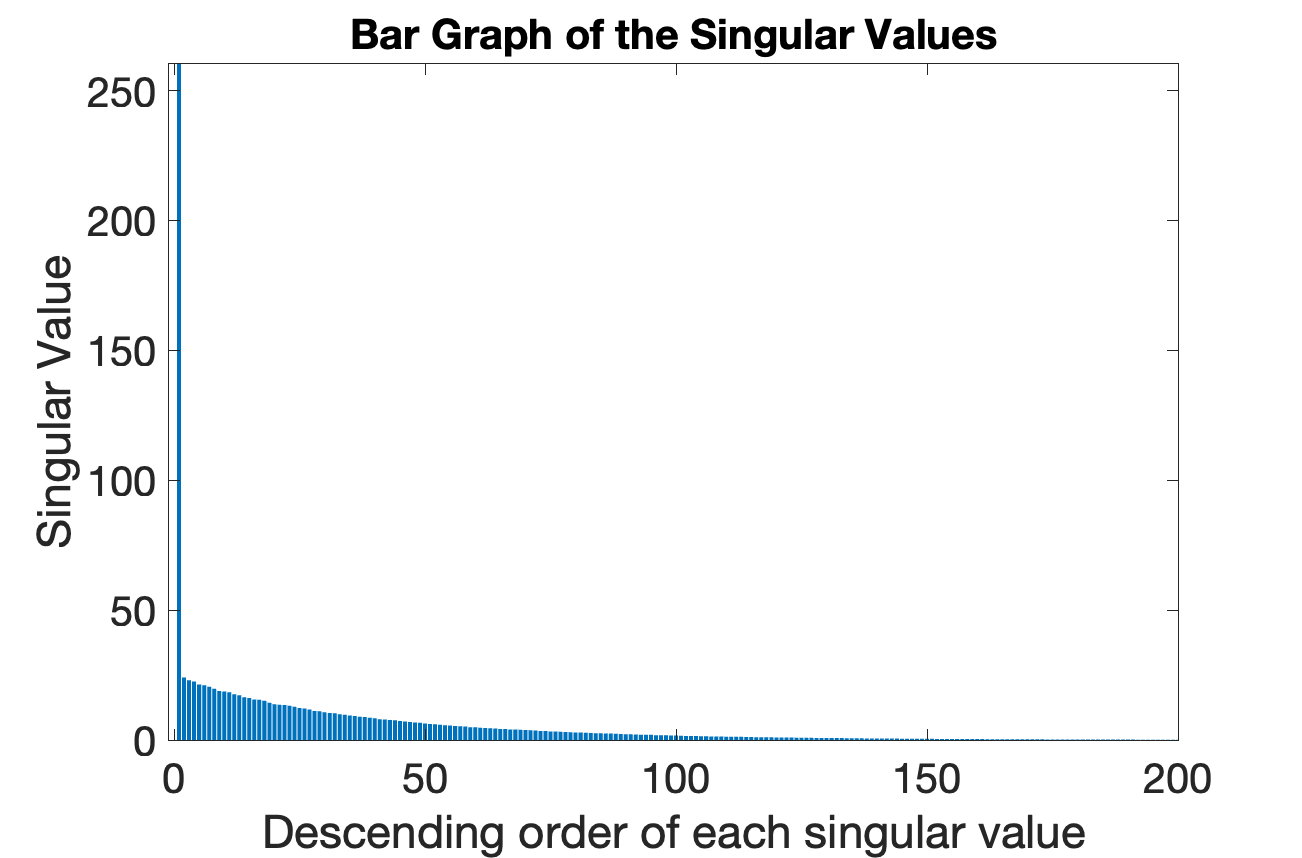 Bar Graph of the Singular Values
250
200
150
100
50
0
Singular Value
0 50 100 150 200
Descending order of each singular value